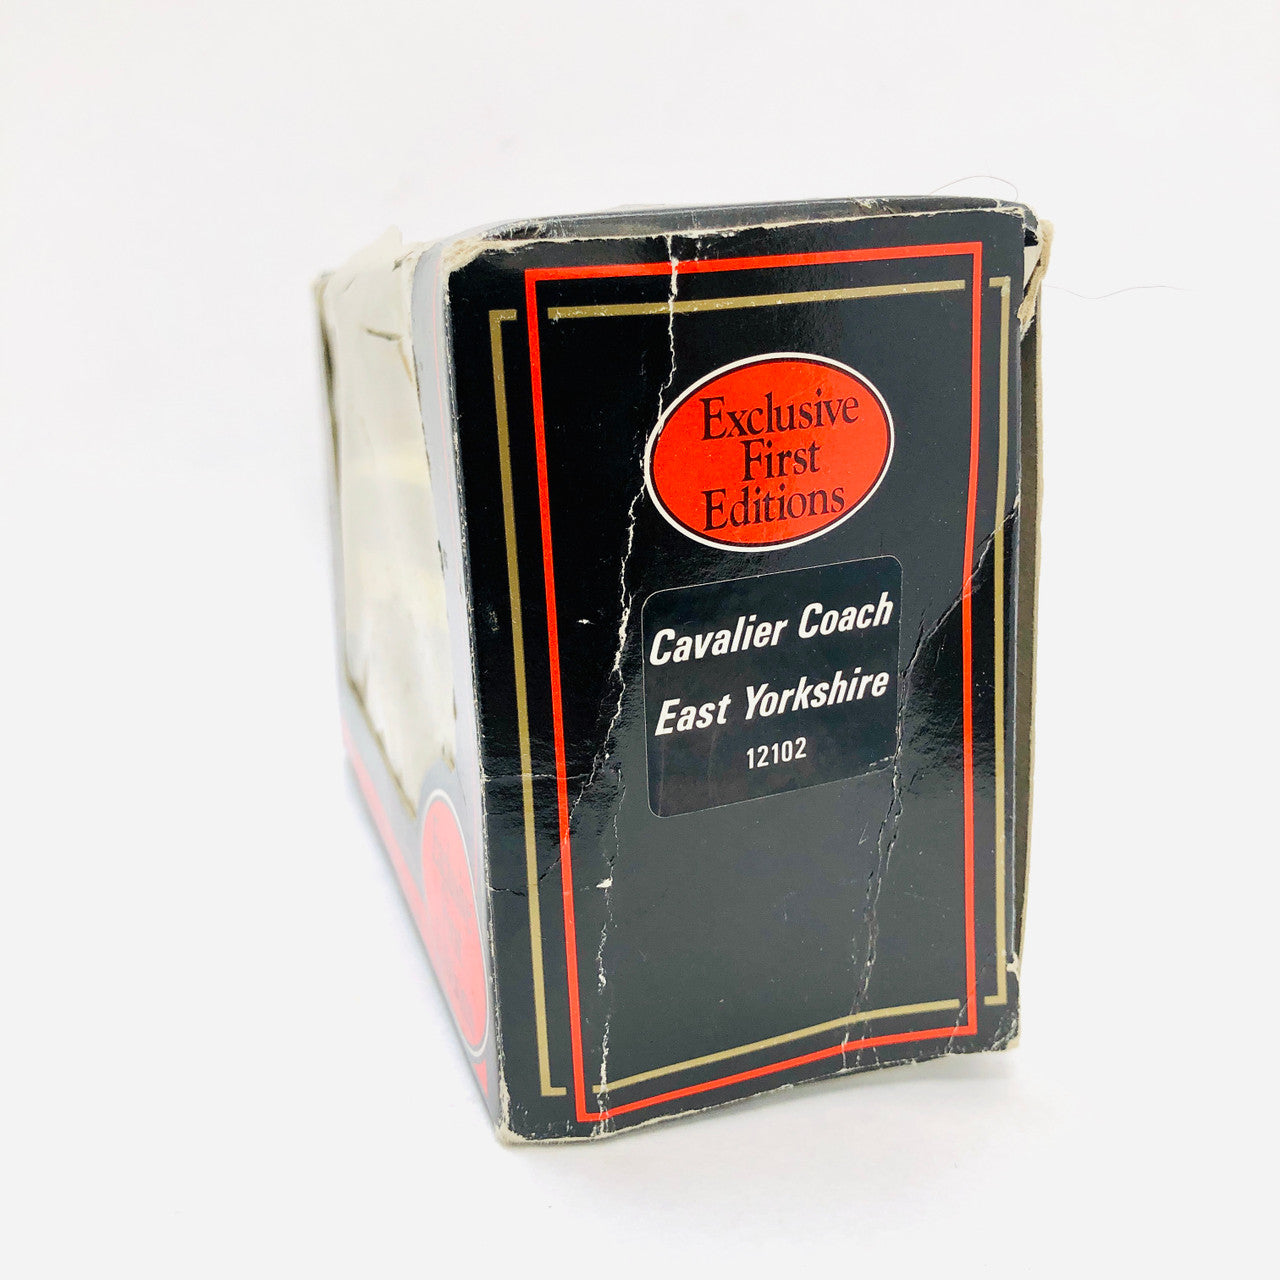 Exclusive
First
Editions
Cavalier Coach
East Yorkshire
12102